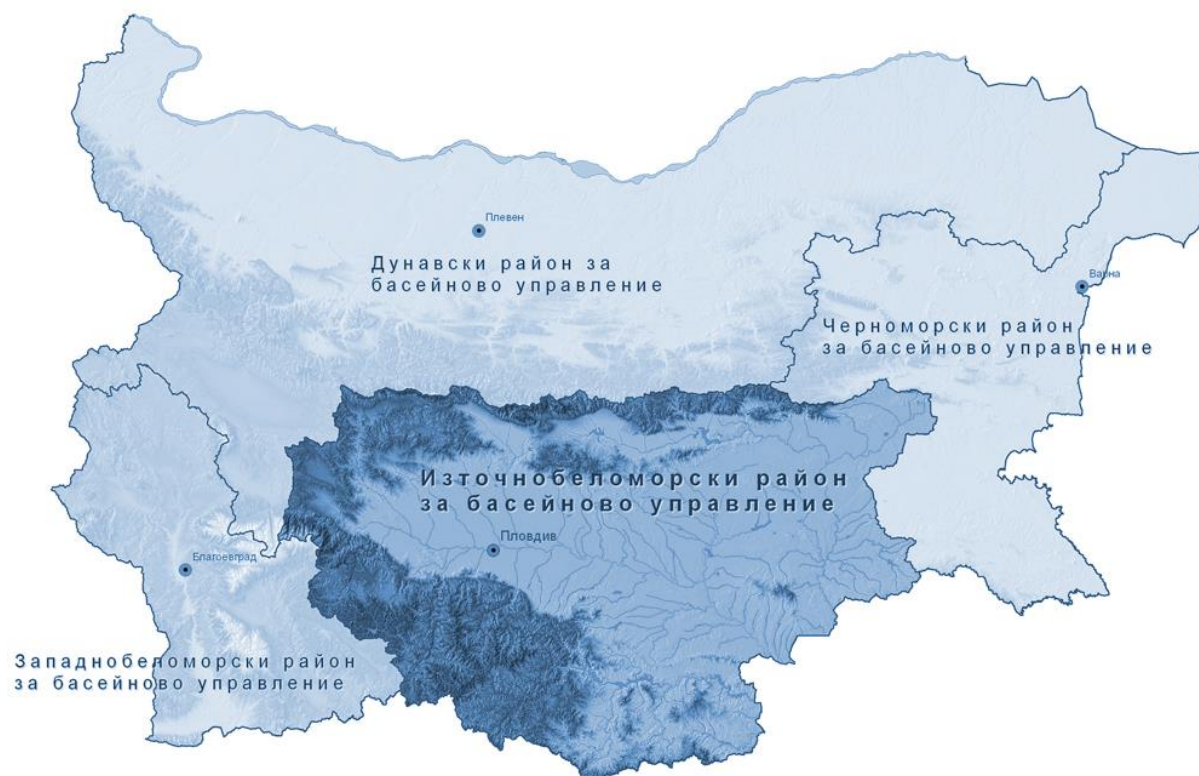 Плевен
Дунавски район за
басейново управление
Варна
Черноморски район
за басейново управление
Източнобеломорски район
за басейново управление
Пловдив
Благоевград
Западнобеломорски район
за басейново управление